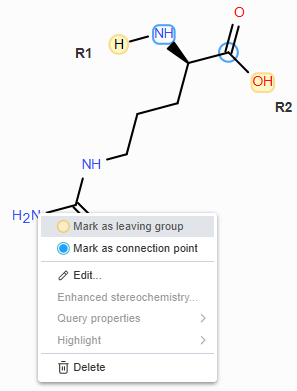 O
R1
H
NH
OH
R2
NH
H2N
Mark as leaving group
Mark as connection point
Edit...
Enhanced stereochemistry...
Query properties
Highlight
Delete